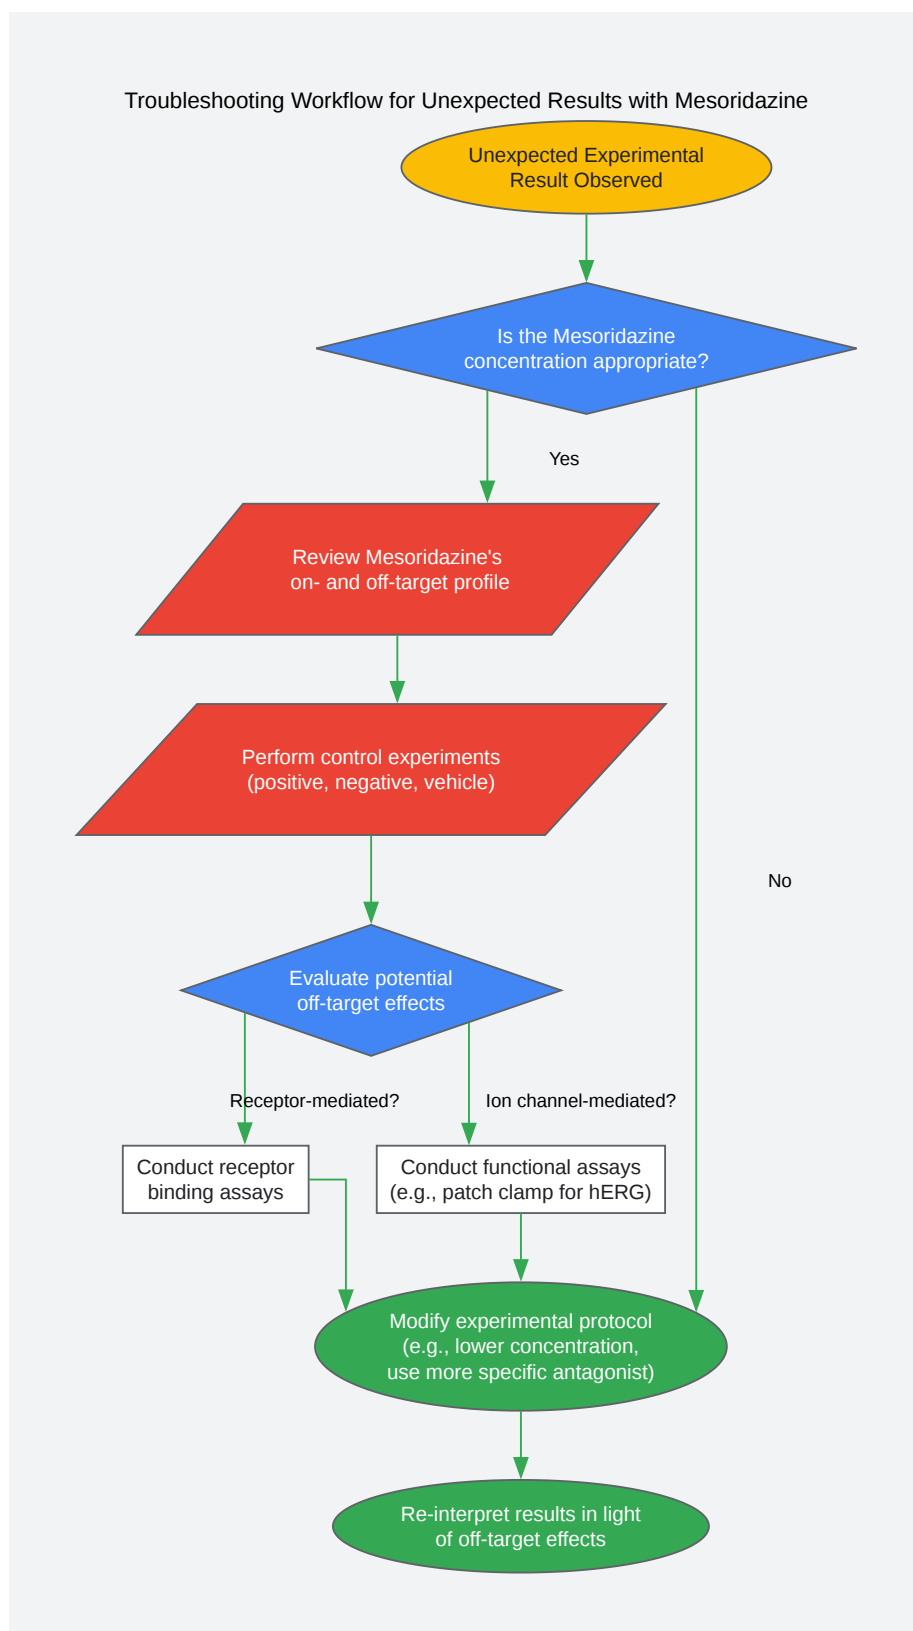 Troubleshooting Workflow for Unexpected Results with Mesoridazine
Unexpected Experimental
Result Observed
Is the Mesoridazine
concentration appropriate?
Yes
Review Mesoridazine's
on- and off-target profile
Perform control experiments
(positive, negative, vehicle)
No
Evaluate potential
off-target effects
Receptor-mediated?
Ion channel-mediated?
Conduct receptor
binding assays
Conduct functional assays
(e.g., patch clamp for hERG)
Modify experimental protocol
(e.g., lower concentration,
use more specific antagonist)
Re-interpret results in light
of off-target effects